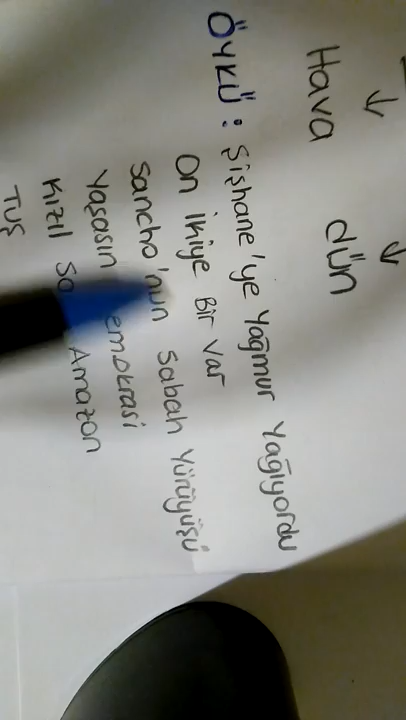 ↓ ↓
Hava dün
ÖYKÜ: Şişhane'ye Yağmur Yağıyordu
On İkiye Bir Var
Sancho'nun Sabah Yürüyüşü
Yaşasın
Kızıl Amazon
Tuş